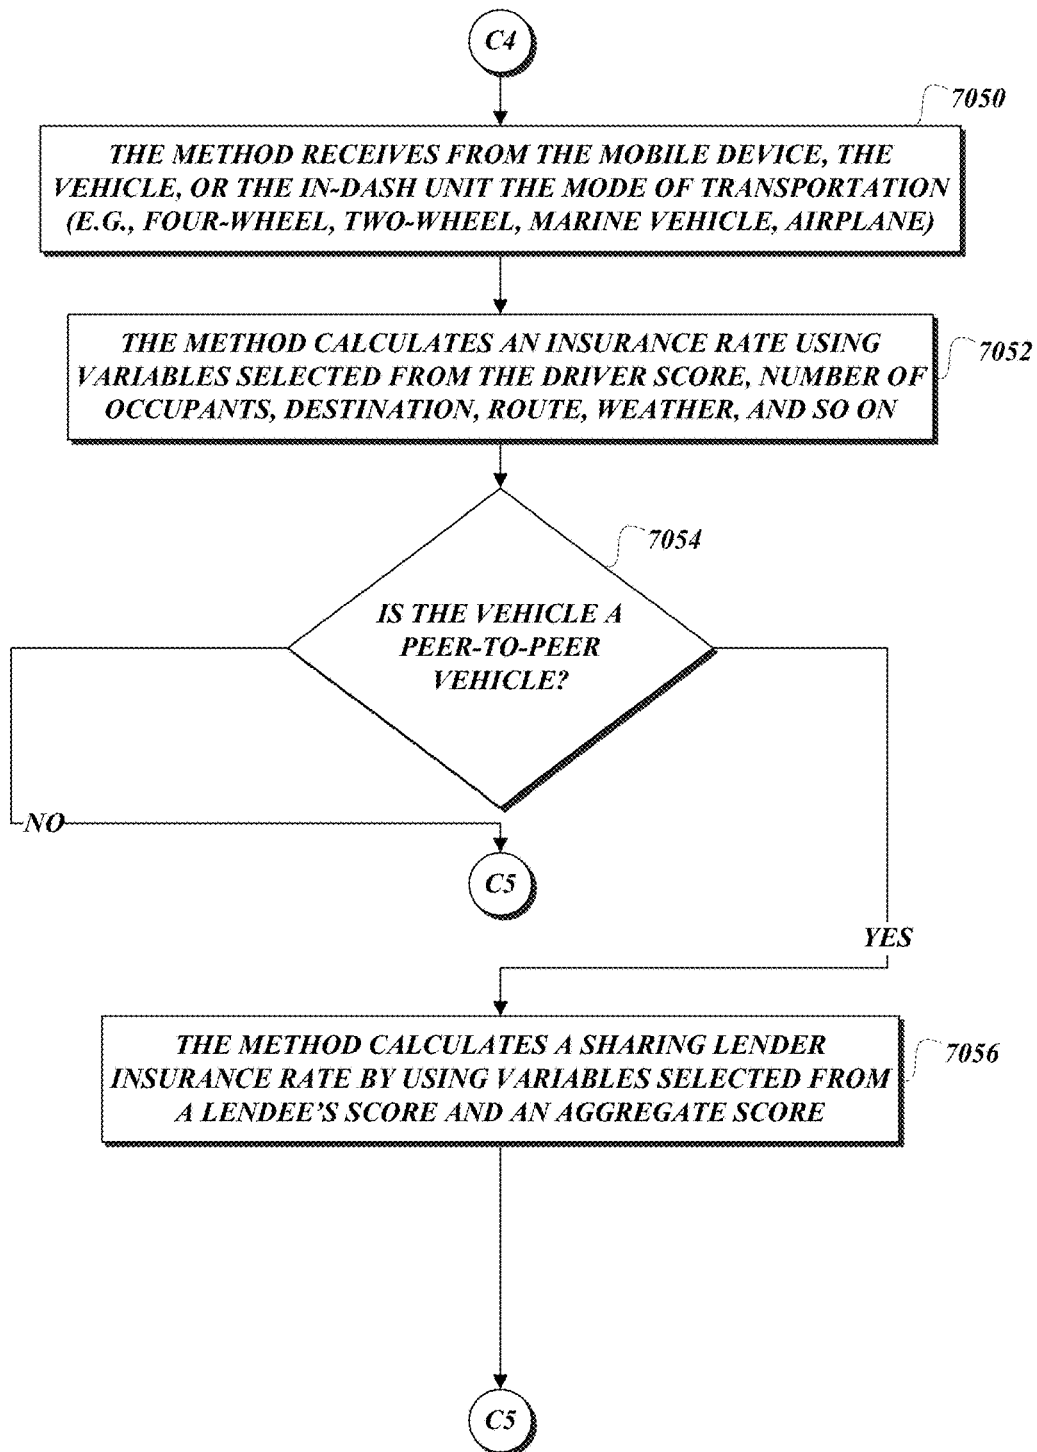 C4
7050
THE METHOD RECEIVES FROM THE MOBILE DEVICE, THE
VEHICLE, OR THE IN-DASH UNIT THE MODE OF TRANSPORTATION
(E.G., FOUR-WHEEL, TWO-WHEEL, MARINE VEHICLE, AIRPLANE)
THE METHOD CALCULATES AN INSURANCE RATE USING
7052
VARIABLES SELECTED FROM THE DRIVER SCORE, NUMBER OF
OCCUPANTS, DESTINATION, ROUTE, WEATHER, AND SO ON
7054
IS THE VEHICLE A
PEER-TO-PEER
VEHICLE?
NO
C5
YES
THE METHOD CALCULATES A SHARING LENDER
7056
INSURANCE RATE BY USING VARIABLES SELECTED FROM
A LENDEE'S SCORE AND AN AGGREGATE SCORE
C5